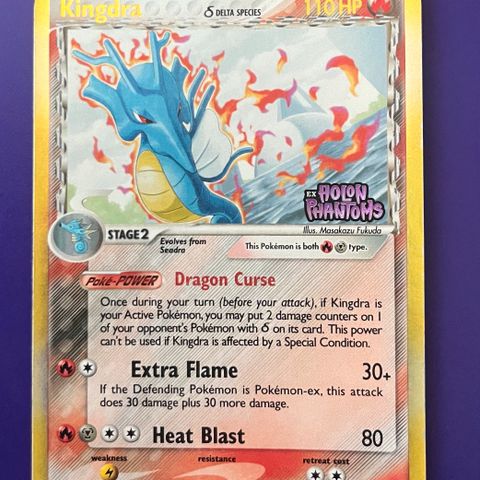 Kingdra δ DELTA SPECIES 110 HP
EX HOLON
PHANTOMS
Illus. Masakazu Fukuda
STAGE 2
Evolves from
Seadra
This Pokémon is both type.
Poké-POWER Dragon Curse
Once during your turn (before your attack), if Kingdra is
your Active Pokémon, you may put 2 damage counters on
1 of your opponent's Pokémon with δ on its card. This power
can't be used if Kingdra is affected by a Special Condition.
Extra Flame 30+
If the Defending Pokémon is Pokémon-ex, this attack
does 30 damage plus 30 more damage.
Heat Blast 80
weakness resistance retreat cost